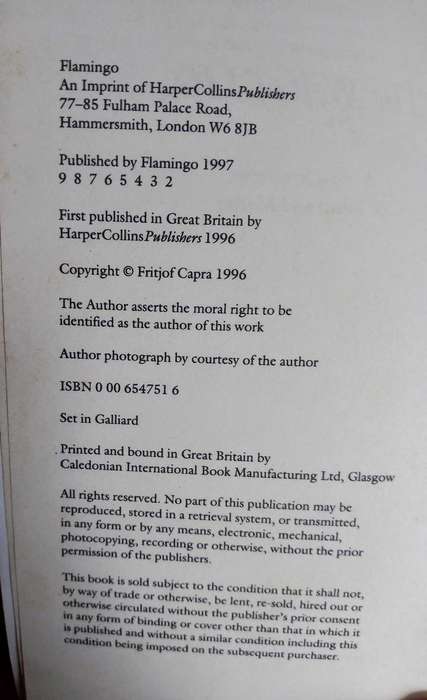 Flamingo
An Imprint of HarperCollinsPublishers
77–85 Fulham Palace Road,
Hammersmith, London W6 8JB
Published by Flamingo 1997
9 8 7 6 5 4 3 2
First published in Great Britain by
HarperCollinsPublishers 1996
Copyright © Fritjof Capra 1996
The Author asserts the moral right to be
identified as the author of this work
Author photograph by courtesy of the author
ISBN 0 00 654751 6
Set in Galliard
Printed and bound in Great Britain by
Caledonian International Book Manufacturing Ltd, Glasgow
All rights reserved. No part of this publication may be
reproduced, stored in a retrieval system, or transmitted,
in any form or by any means, electronic, mechanical,
photocopying, recording or otherwise, without the prior
permission of the publishers.
This book is sold subject to the condition that it shall not,
by way of trade or otherwise, be lent, re-sold, hired out or
otherwise circulated without the publisher's prior consent
in any form of binding or cover other than that in which it
is published and without a similar condition including this
condition being imposed on the subsequent purchaser.